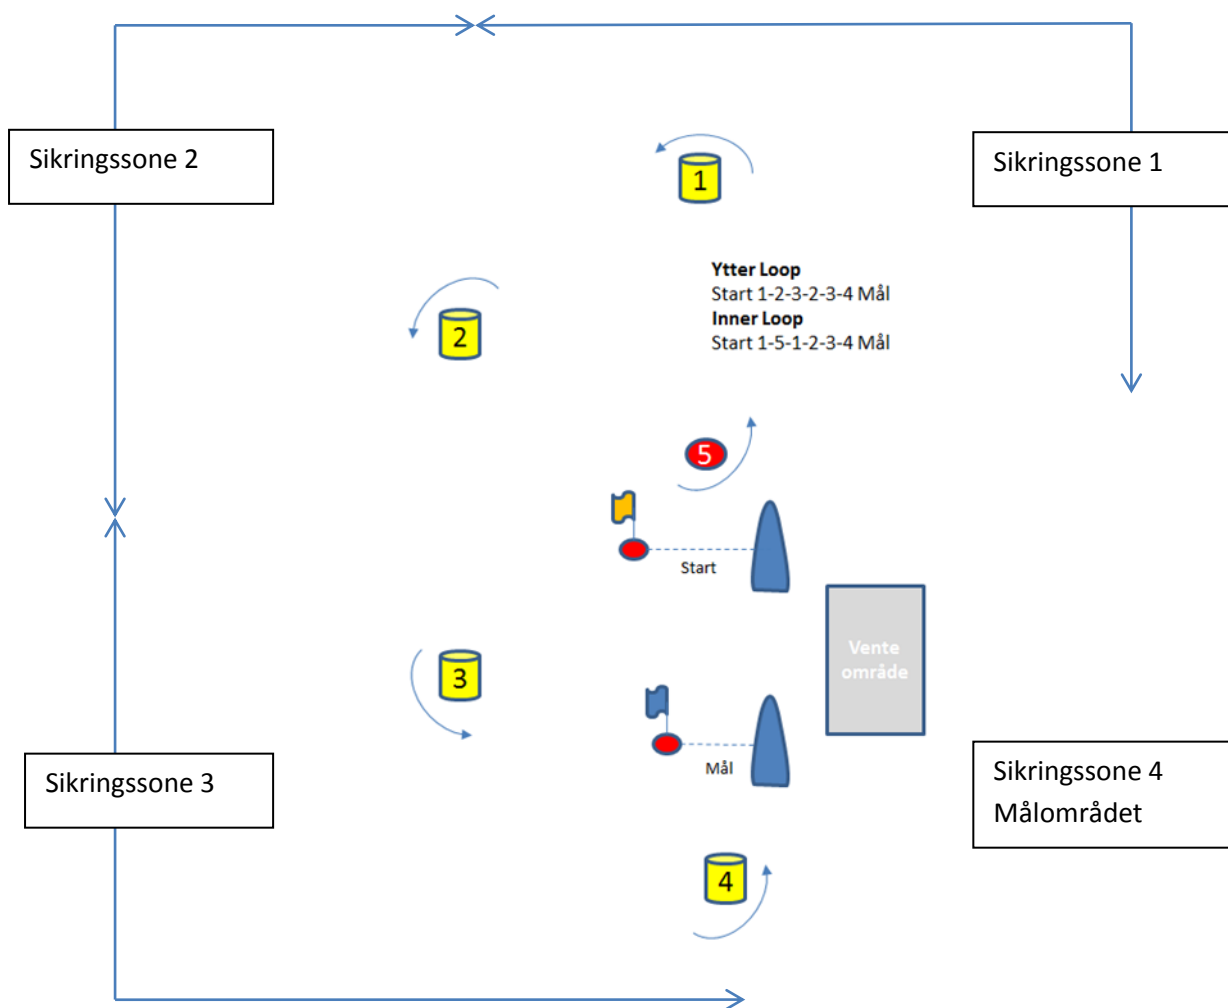 Sikringssone 2
1
Sikringssone 1
Ytter Loop
Start 1-2-3-2-3-4 Mål
Inner Loop
Start 1-5-1-2-3-4 Mål
2
5
Start
Vente
område
3
Mål
Sikringssone 3
Sikringssone 4
Målområdet
4